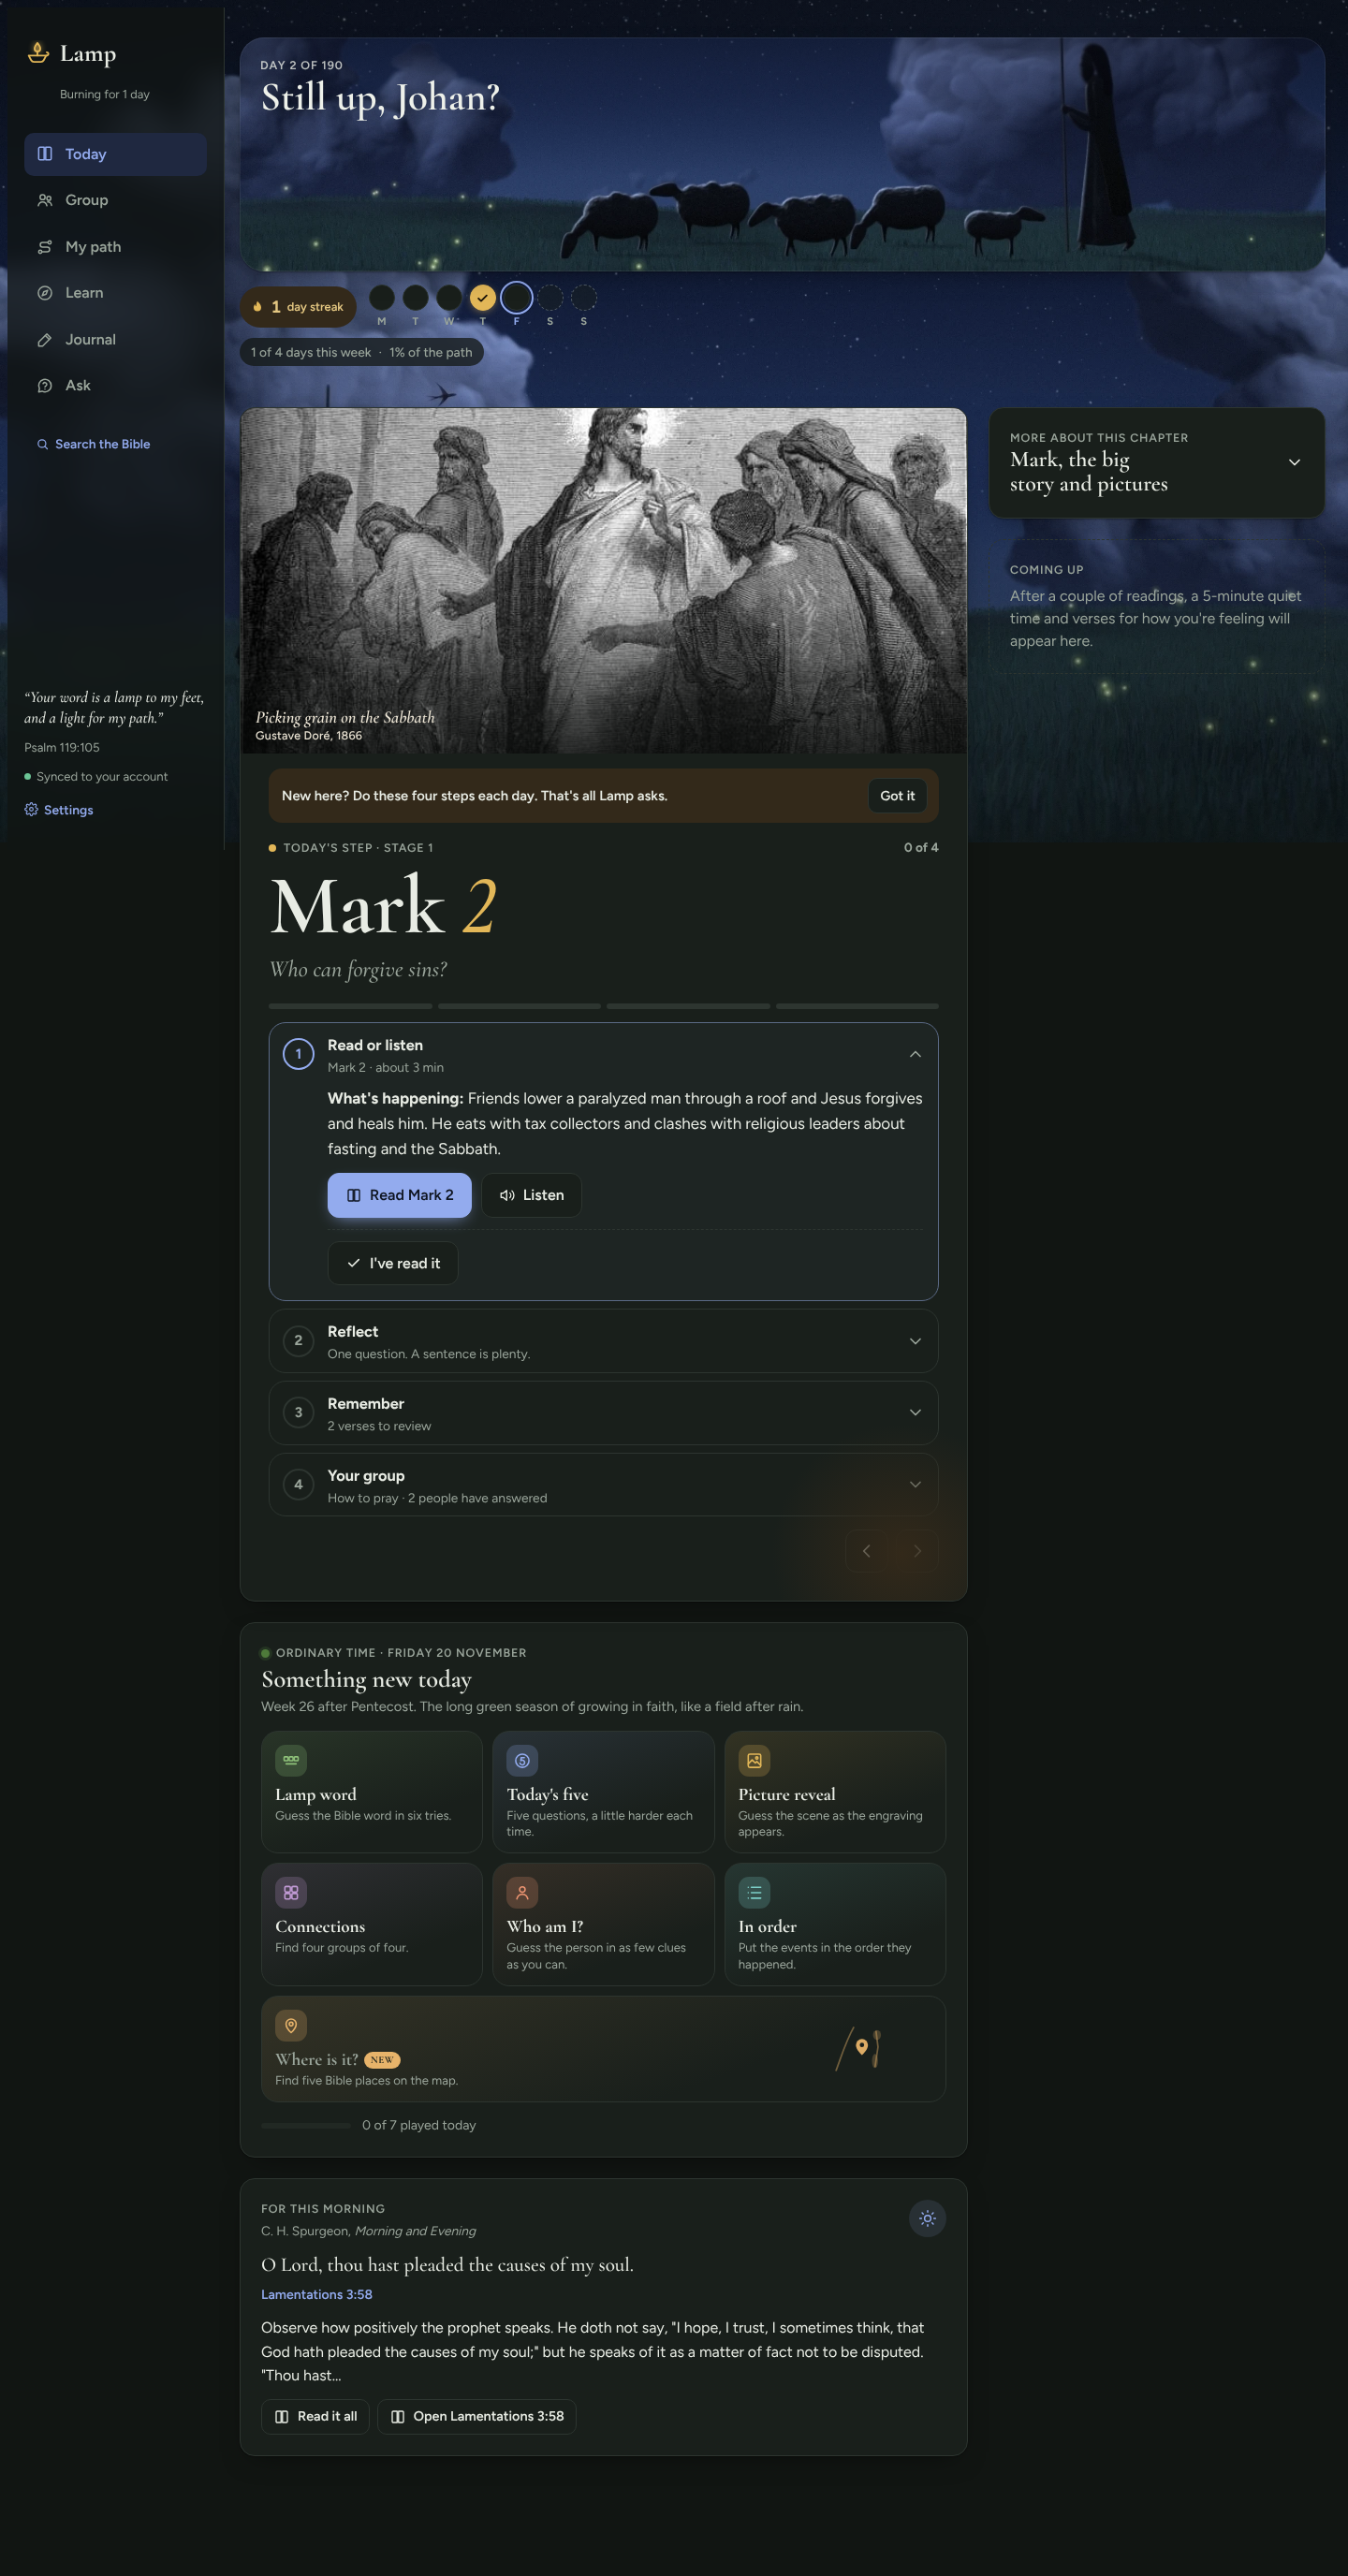 Lamp
Burning for 1 day
Today
Group
My path
Learn
Journal
Ask
Search the Bible
“Your word is a lamp to my feet,
and a light for my path.”
Psalm 119:105
Synced to your account
Settings
DAY 2 OF 190
Still up, Johan?
1 day streak
M T W T F S S
1 of 4 days this week · 1% of the path
Picking grain on the Sabbath
Gustave Doré, 1866
New here? Do these four steps each day. That's all Lamp asks.
Got it
TODAY'S STEP · STAGE 1
0 of 4
Mark 2
Who can forgive sins?
1
Read or listen
Mark 2 · about 3 min
What's happening: Friends lower a paralyzed man through a roof and Jesus forgives
and heals him. He eats with tax collectors and clashes with religious leaders about
fasting and the Sabbath.
Read Mark 2
Listen
I've read it
2
Reflect
One question. A sentence is plenty.
3
Remember
2 verses to review
4
Your group
How to pray · 2 people have answered
MORE ABOUT THIS CHAPTER
Mark, the big
story and pictures
COMING UP
After a couple of readings, a 5-minute quiet
time and verses for how you're feeling will
appear here.
ORDINARY TIME · FRIDAY 20 NOVEMBER
Something new today
Week 26 after Pentecost. The long green season of growing in faith, like a field after rain.
Lamp word
Guess the Bible word in six tries.
5
Today's five
Five questions, a little harder each
time.
Picture reveal
Guess the scene as the engraving
appears.
Connections
Find four groups of four.
Who am I?
Guess the person in as few clues
as you can.
In order
Put the events in the order they
happened.
Where is it? NEW
Find five Bible places on the map.
0 of 7 played today
FOR THIS MORNING
C. H. Spurgeon, Morning and Evening
O Lord, thou hast pleaded the causes of my soul.
Lamentations 3:58
Observe how positively the prophet speaks. He doth not say, "I hope, I trust, I sometimes think, that
God hath pleaded the causes of my soul;" but he speaks of it as a matter of fact not to be disputed.
"Thou hast...
Read it all
Open Lamentations 3:58